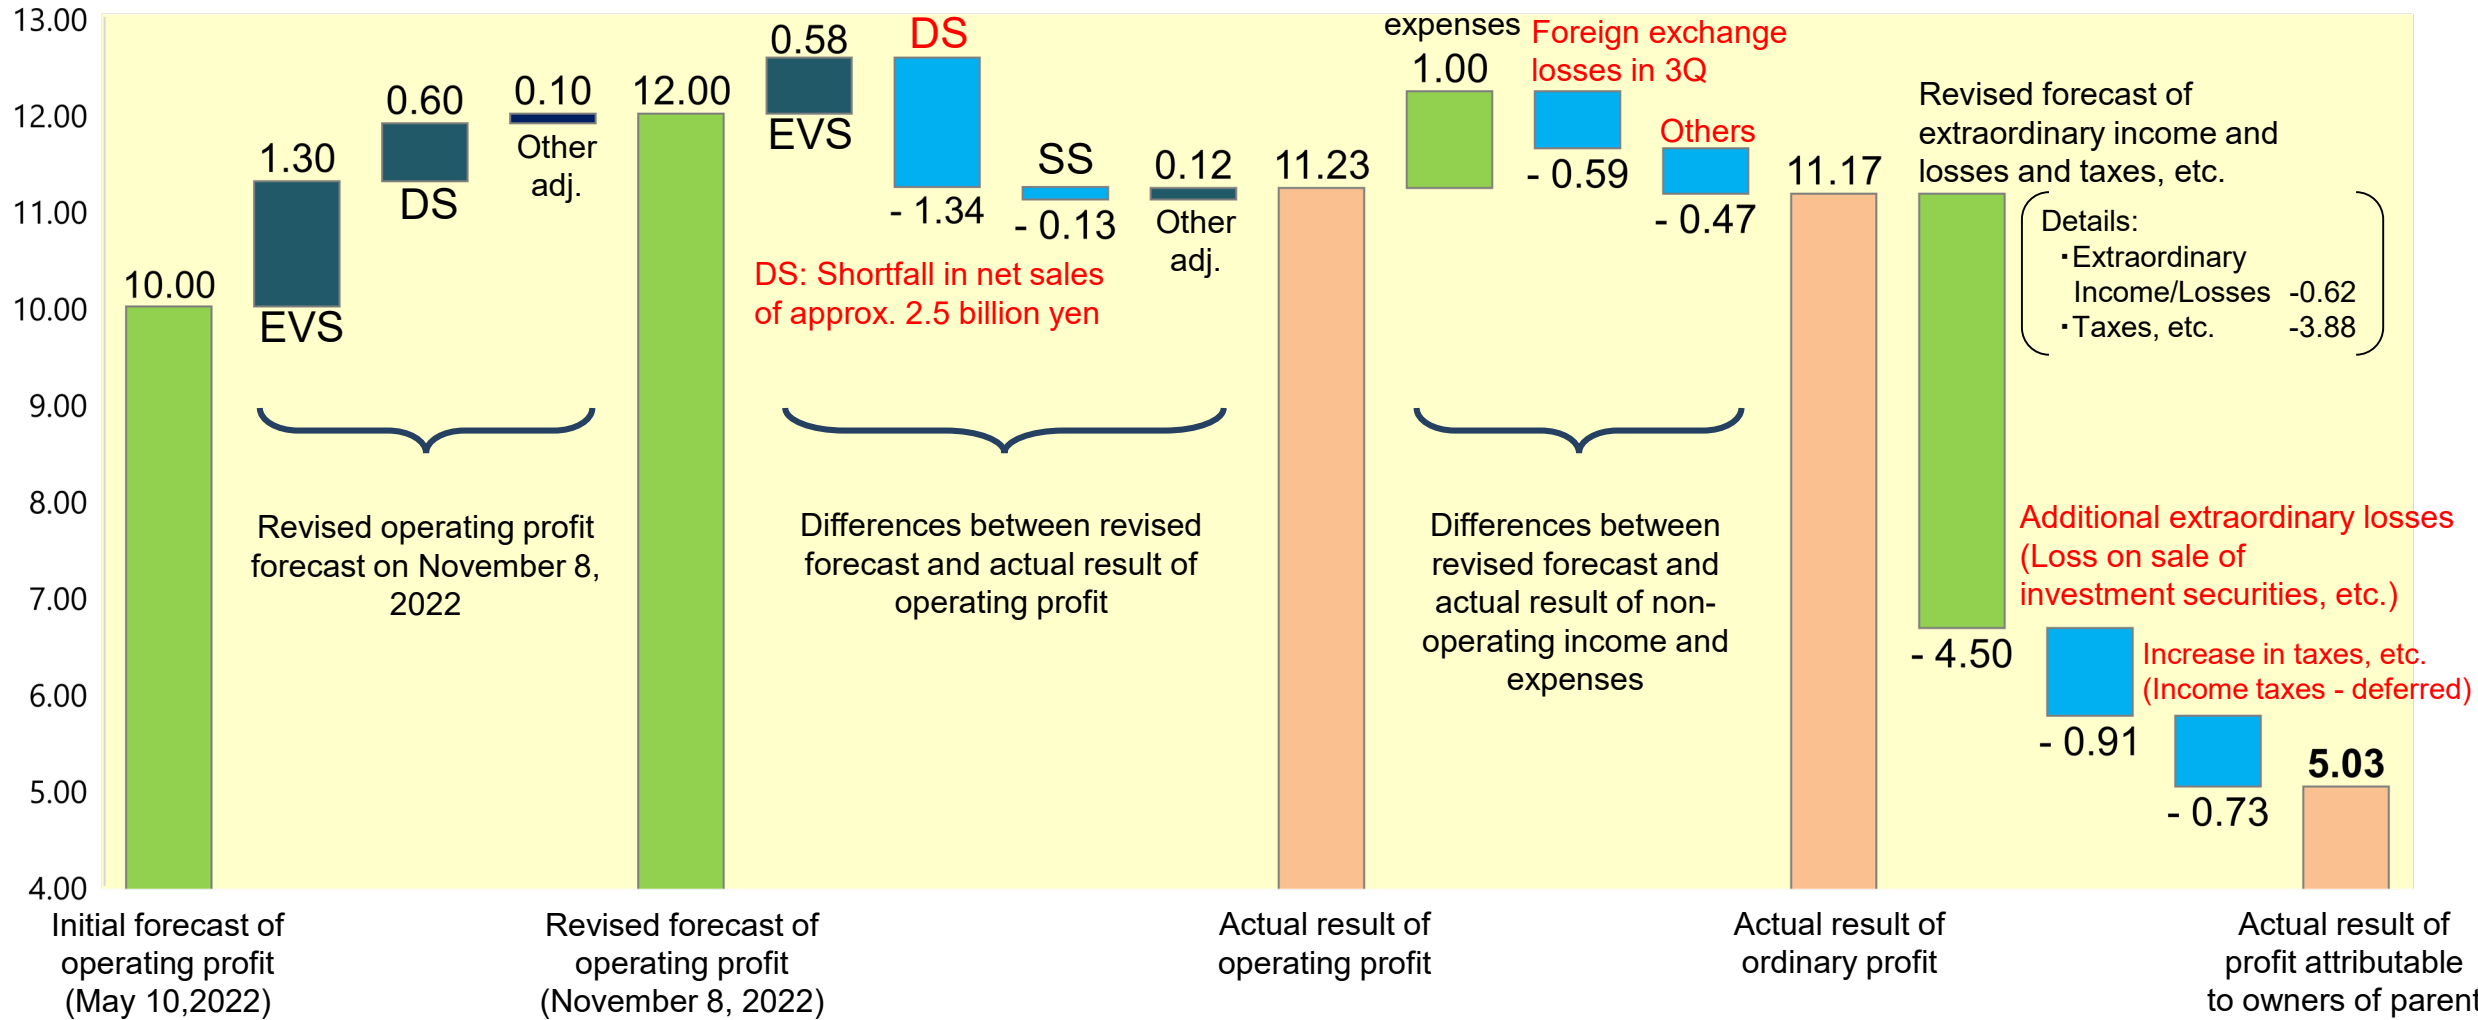 13.00
12.00
11.00
10.00
9.00
8.00
7.00
6.00
5.00
4.00
10.00
1.30
EVS
0.60
DS
0.10
Other
adj.
12.00
0.58
EVS
DS
- 1.34
SS
- 0.13
0.12
Other
adj.
DS: Shortfall in net sales
of approx. 2.5 billion yen
11.23
expenses
1.00
Foreign exchange
losses in 3Q
- 0.59
Others
- 0.47
11.17
Revised forecast of
extraordinary income and
losses and taxes, etc.
Details:
・Extraordinary
Income/Losses -0.62
・Taxes, etc. -3.88
- 4.50
Additional extraordinary losses
(Loss on sale of
investment securities, etc.)
- 0.91
Increase in taxes, etc.
(Income taxes - deferred)
- 0.73
5.03
Revised operating profit
forecast on November 8,
2022
Differences between revised
forecast and actual result of
operating profit
Differences between
revised forecast and
actual result of non-
operating income and
expenses
Initial forecast of
operating profit
(May 10,2022)
Revised forecast of
operating profit
(November 8, 2022)
Actual result of
operating profit
Actual result of
ordinary profit
Actual result of
profit attributable
to owners of parent